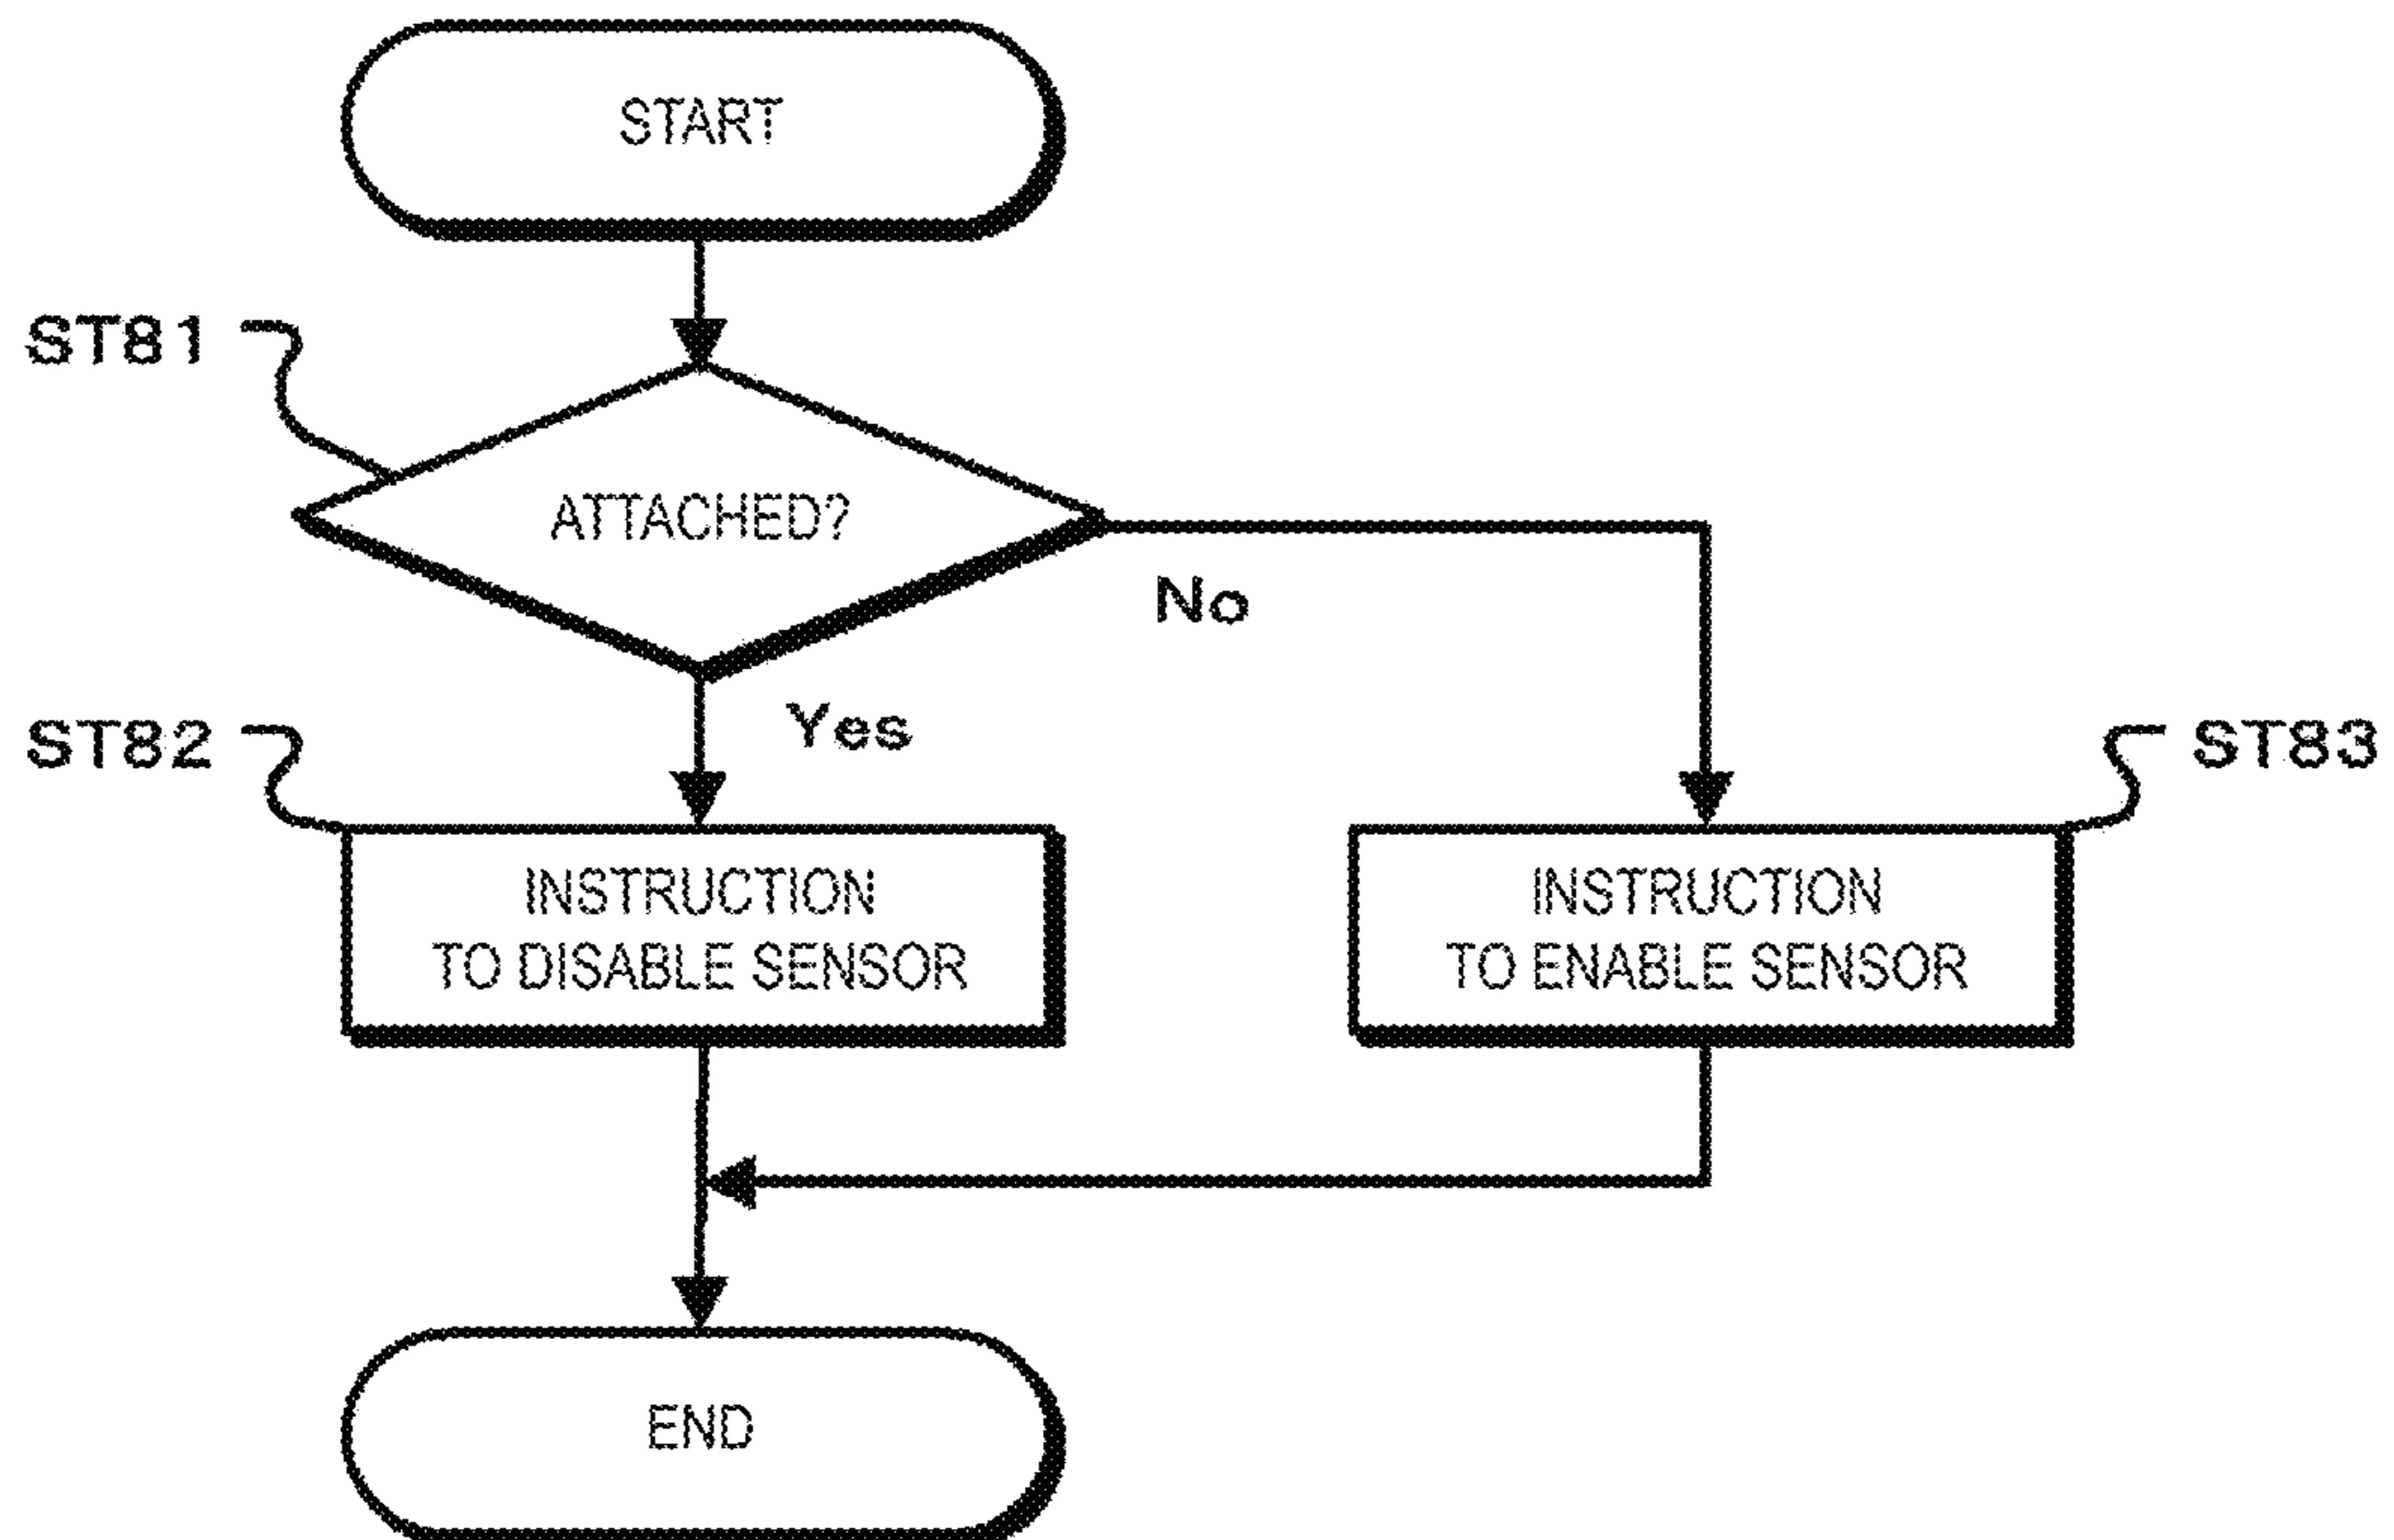 START
ST81
ATTACHED?
No
Yes
ST82
ST83
INSTRUCTION
TO DISABLE SENSOR
INSTRUCTION
TO ENABLE SENSOR
END